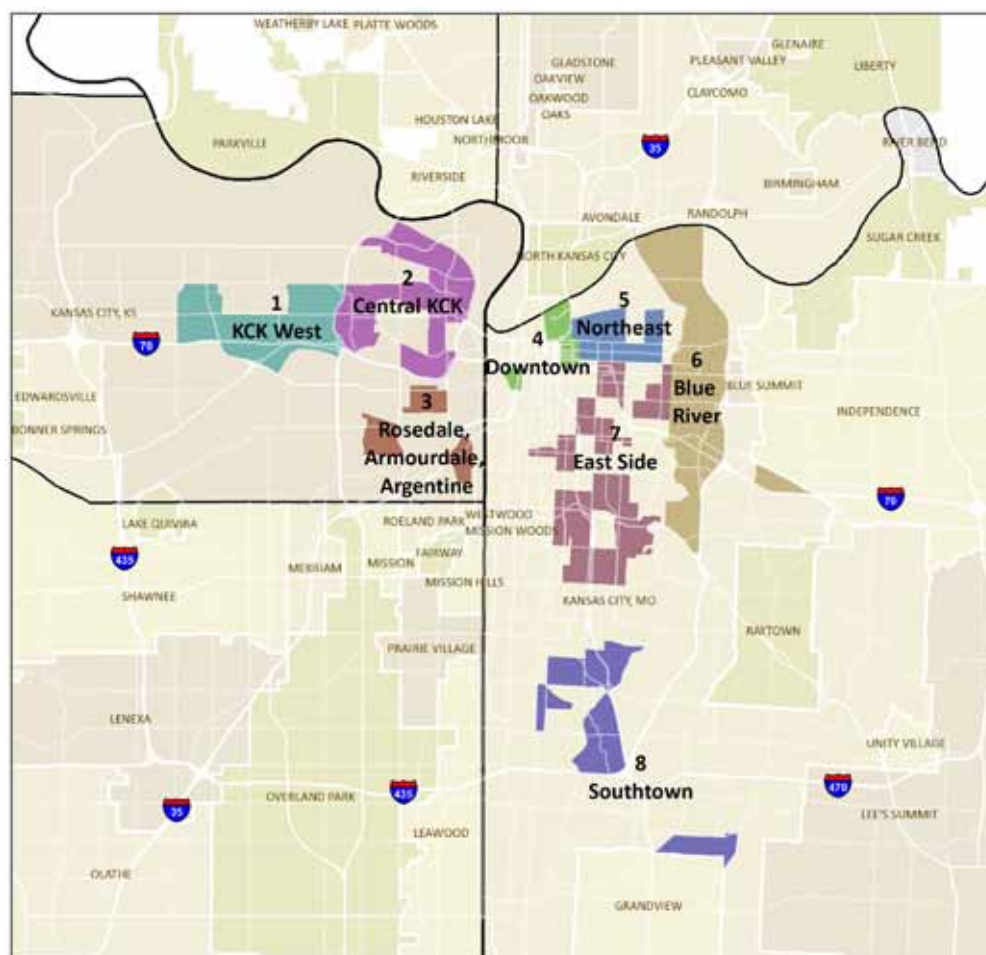 WEATHERBY LAKE
PLATTE WOODS
GLENAIRE
GLADSTONE
PLEASANT VALLEY
LIBERTY
OAKVIEW
OAKWOOD
OAKS
CLAYCOMO
HOUSTON LAKE
NORTHMOOR
PARKVILLE
35
RIVER BEND
RIVERSIDE
BIRMINGHAM
AVONDALE
RANDOLPH
SUGAR CREEK
NORTH KANSAS CITY
2
Central KCK
1
KCK West
KANSAS CITY, KS
70
5
Northeast
4
Downtown
6
Blue
River
BLUE SUMMIT
EDWARDSVILLE
BONNER SPRINGS
INDEPENDENCE
3
Rosedale,
Armourdale,
Argentine
7
East Side
70
LAKE QUIVIRA
ROELAND PARK
WESTWOOD
MISSION WOODS
435
FAIRWAY
MERRIAM
MISSION
MISSION HILLS
SHAWNEE
KANSAS CITY, MO
RAYTOWN
PRAIRIE VILLAGE
LENEXA
UNITY VILLAGE
8
Southtown
OVERLAND PARK
435
470
35
LEE'S SUMMIT
LEAWOOD
OLATHE
GRANDVIEW